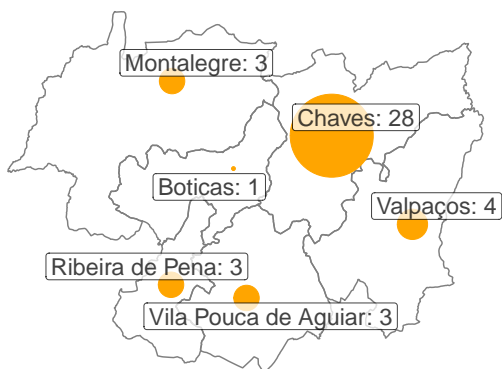 Montalegre: 3
Chaves: 28
Boticas: 1
Valpaços: 4
Ribeira de Pena: 3
Vila Pouca de Aguiar: 3